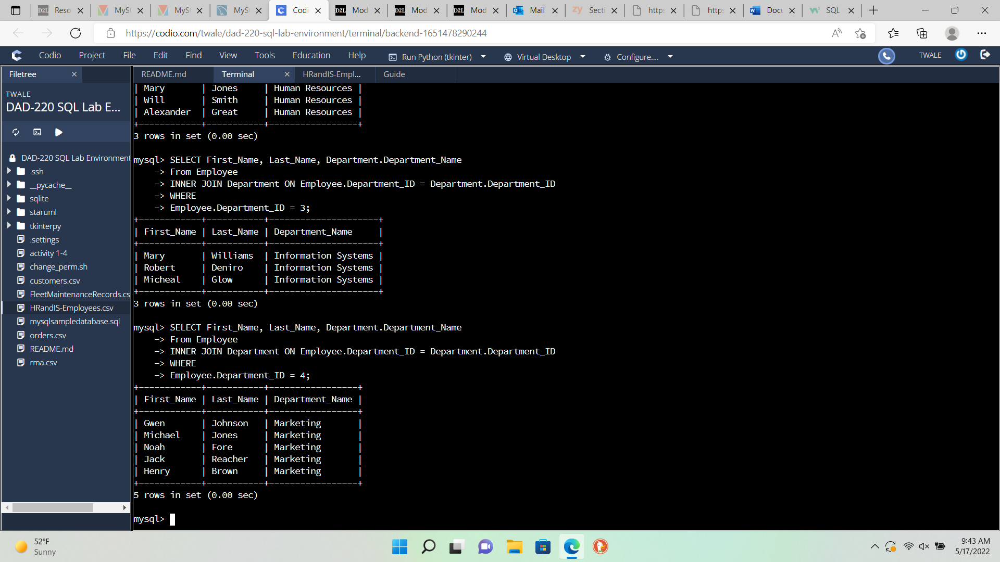 Reso
MyS
MyS
MyS
Codi
Mod
Mod
Mod
Mail
Secti
https
https
Docu
SQL
https://codio.com/twale/dad-220-sql-lab-environment/terminal/backend-1651478290244
Codio Project File Edit Find View Tools Education Help Run Python (tkinter) Virtual Desktop Configure.... TWALE
Filetree
README.md Terminal HRandIS-Empl... Guide
TWALE
DAD-220 SQL Lab E...
DAD-220 SQL Lab Environment
.ssh
__pycache__
sqlite
staruml
tkinterpy
.settings
activity 1-4
change_perm.sh
customers.csv
FleetMaintenanceRecords.cs
HRandIS-Employees.csv
mysqlsampledatabase.sql
orders.csv
README.md
rma.csv
| Mary | Jones | Human Resources |
| Will | Smith | Human Resources |
| Alexander | Great | Human Resources |
+------------+-----------+-----------------+
3 rows in set (0.00 sec)
mysql> SELECT First_Name, Last_Name, Department.Department_Name
-> From Employee
-> INNER JOIN Department ON Employee.Department_ID = Department.Department_ID
-> WHERE
-> Employee.Department_ID = 3;
+------------+-----------+---------------------+
| First_Name | Last_Name | Department_Name |
+------------+-----------+---------------------+
| Mary | Williams | Information Systems |
| Robert | Deniro | Information Systems |
| Micheal | Glow | Information Systems |
+------------+-----------+---------------------+
3 rows in set (0.00 sec)
mysql> SELECT First_Name, Last_Name, Department.Department_Name
-> From Employee
-> INNER JOIN Department ON Employee.Department_ID = Department.Department_ID
-> WHERE
-> Employee.Department_ID = 4;
+------------+-----------+-----------------+
| First_Name | Last_Name | Department_Name |
+------------+-----------+-----------------+
| Gwen | Johnson | Marketing |
| Michael | Jones | Marketing |
| Noah | Fore | Marketing |
| Jack | Reacher | Marketing |
| Henry | Brown | Marketing |
+------------+-----------+-----------------+
5 rows in set (0.00 sec)
mysql>
52°F
Sunny
9:43 AM
5/17/2022